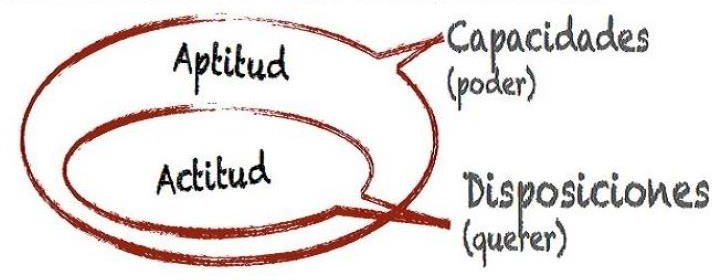 Aptitud
Capacidades
(poder)
Actitud
Disposiciones
(querer)